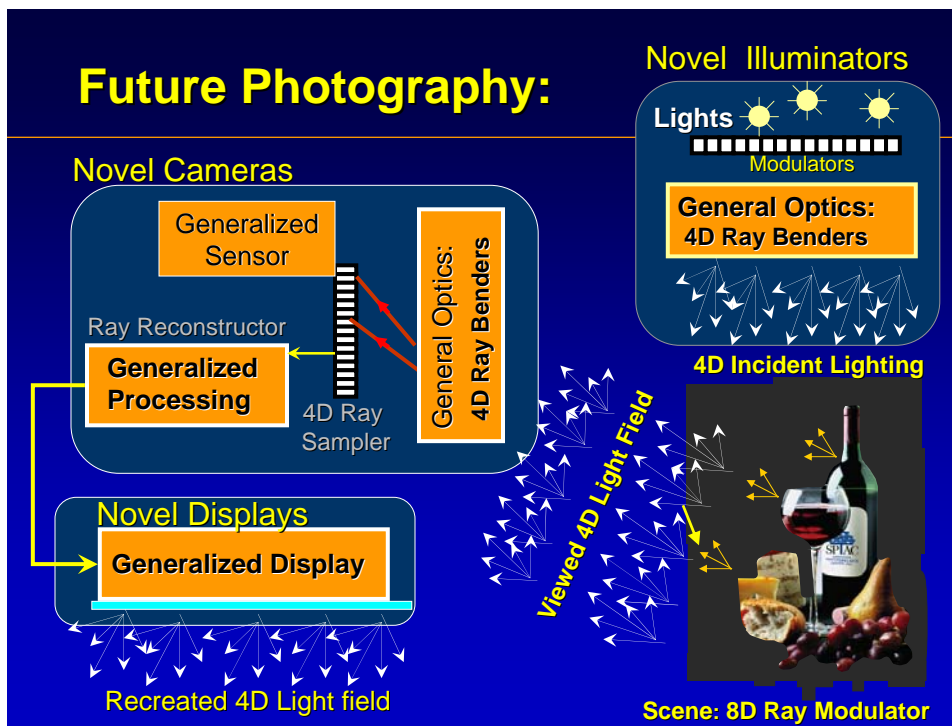 Future Photography:
Novel Illuminators
Lights
Modulators
General Optics:
4D Ray Benders
4D Incident Lighting
Novel Cameras
Generalized
Sensor
General Optics:
4D Ray Benders
Ray Reconstructor
Generalized
Processing
4D Ray
Sampler
Novel Displays
Generalized Display
Recreated 4D Light field
Viewed 4D Light Field
SPIAC
Scene: 8D Ray Modulator